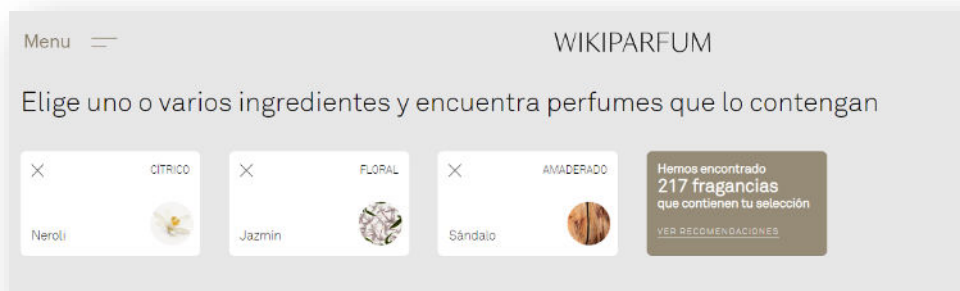 Menu
WIKIPARFUM
Elige uno o varios ingredientes y encuentra perfumes que lo contengan
CÍTRICO
Neroli
FLORAL
Jazmín
AMADERADO
Sándalo
Hemos encontrado
217 fragancias
que contienen tu selección
VER RECOMENDACIONES